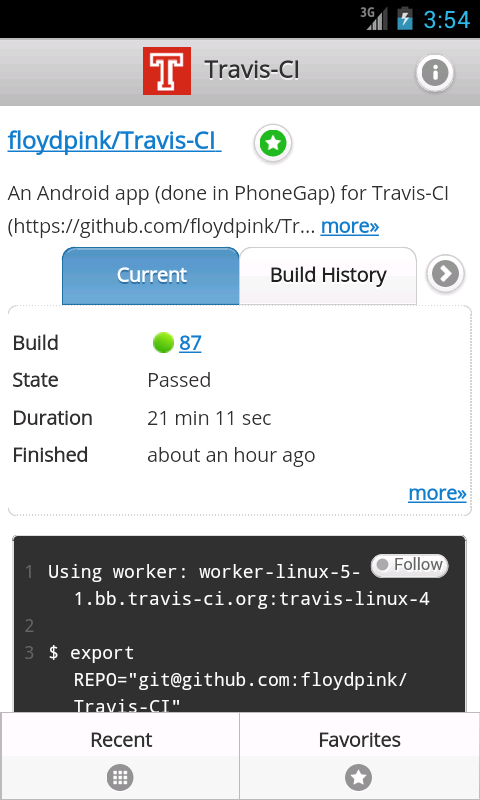 3G 3:54
T Travis-CI
floydpink/Travis-CI
An Android app (done in PhoneGap) for Travis-CI
(https://github.com/floydpink/Tr... more»
Current Build History
Build 87
State Passed
Duration 21 min 11 sec
Finished about an hour ago
more»
Follow
1 Using worker: worker-linux-5-
1.bb.travis-ci.org:travis-linux-4
2
3 $ export
REPO="git@github.com:floydpink/
Travis-CI"
Recent Favorites